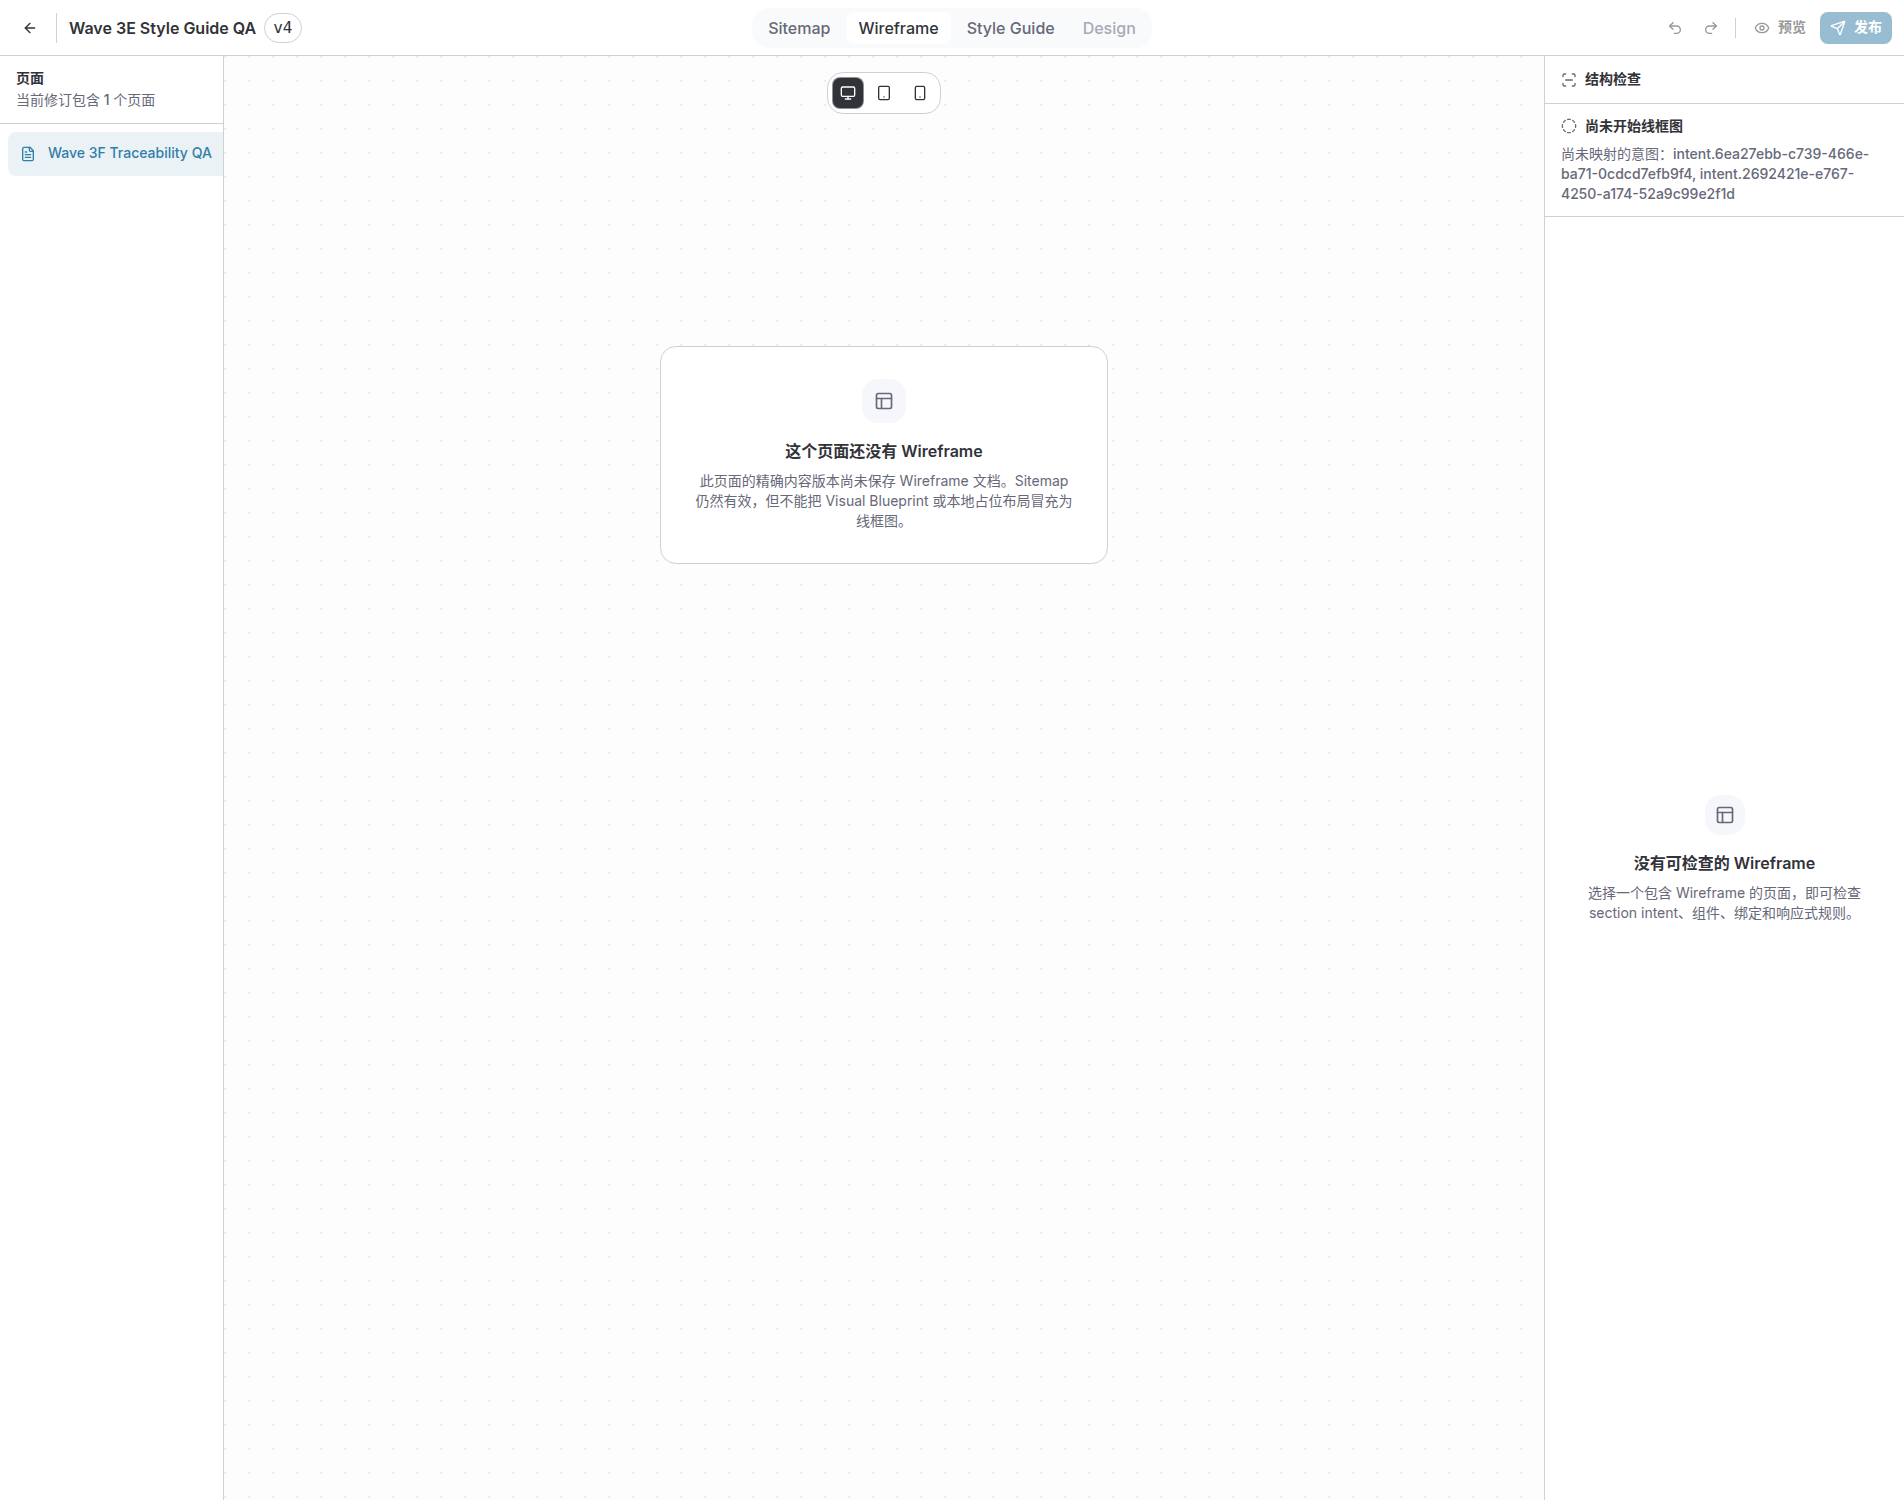 Wave 3E Style Guide QA
v4
Sitemap
Wireframe
Style Guide
Design
预览
发布
页面
当前修订包含 1 个页面
Wave 3F Traceability QA
这个页面还没有 Wireframe
此页面的精确内容版本尚未保存 Wireframe 文档。Sitemap
仍然有效，但不能把 Visual Blueprint 或本地占位布局冒充为
线框图。
结构检查
尚未开始线框图
尚未映射的意图：intent.6ea27ebb-c739-466e-
ba71-0cdcd7efb9f4, intent.2692421e-e767-
4250-a174-52a9c99e2f1d
没有可检查的 Wireframe
选择一个包含 Wireframe 的页面，即可检查
section intent、组件、绑定和响应式规则。